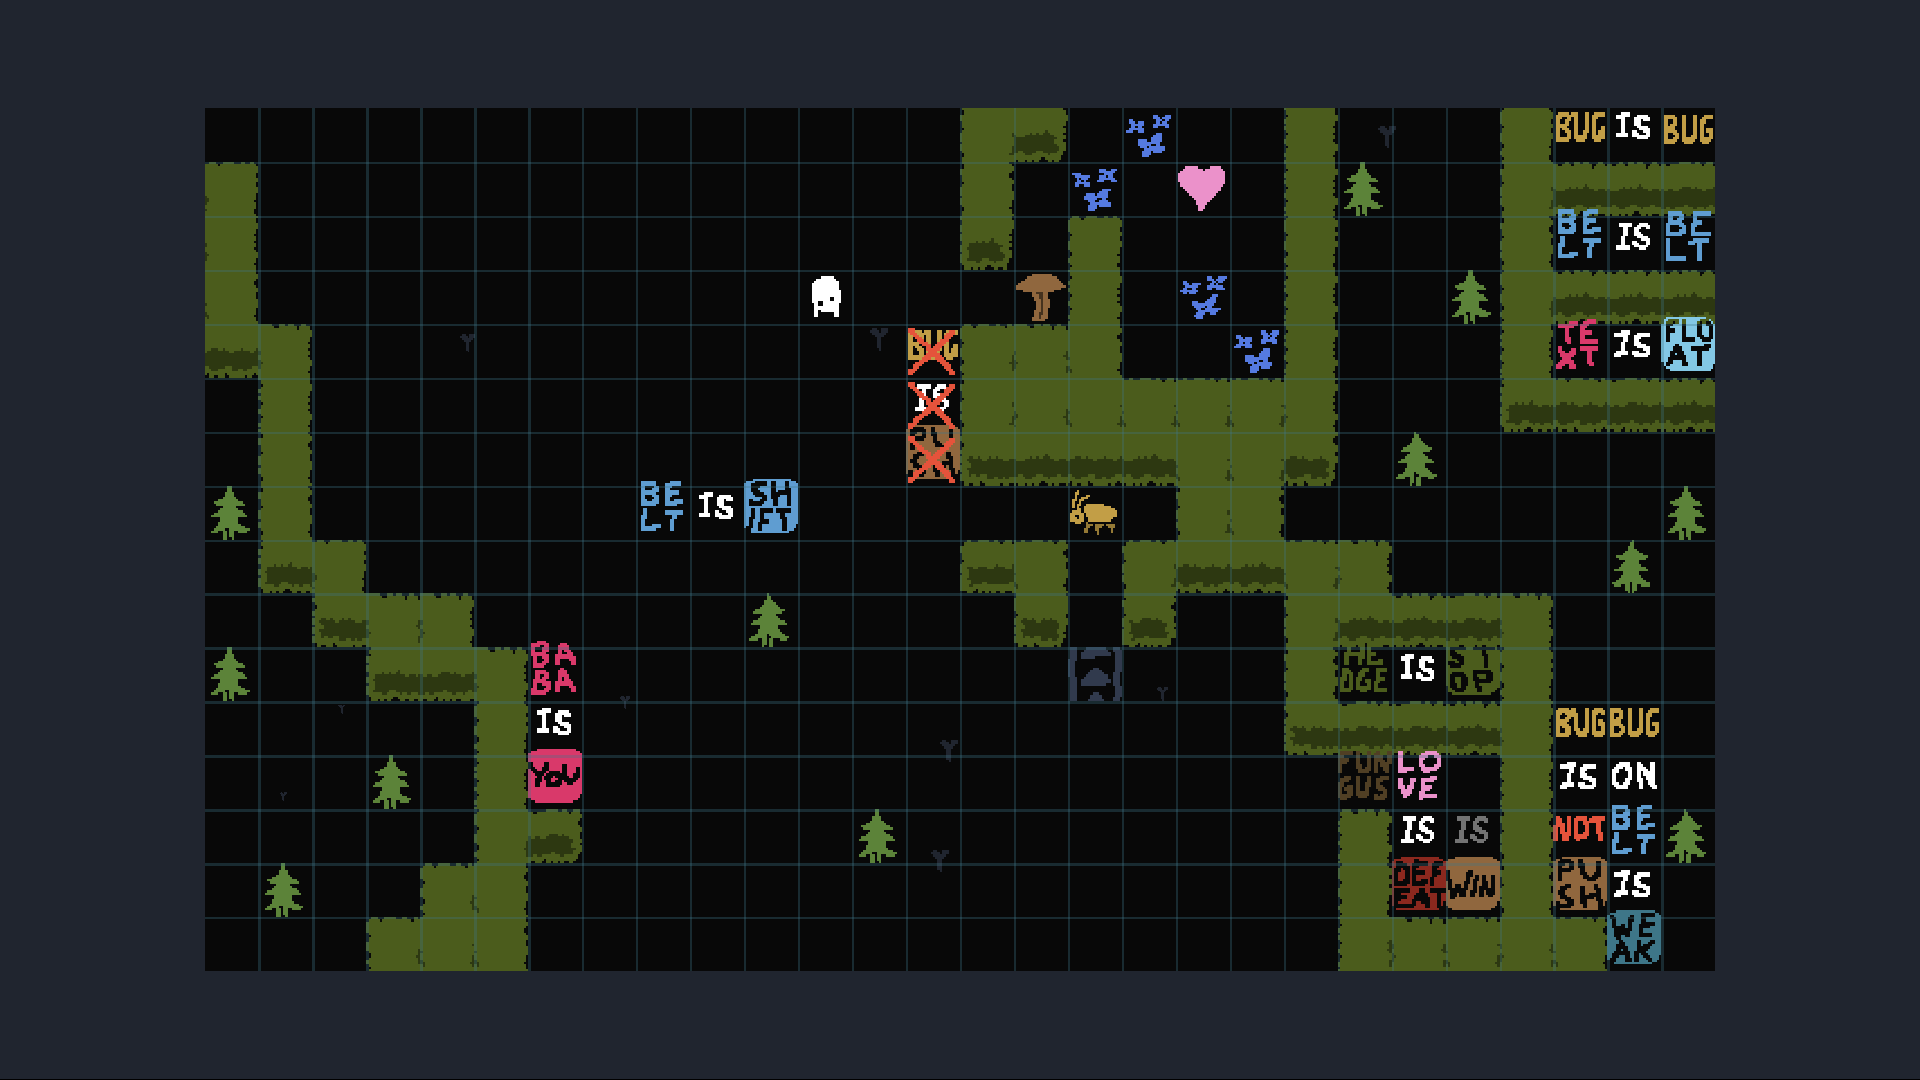 BUG IS BUG
BELT IS BELT
TEXT IS FLOAT
BUG
IS
PUSH
BELT IS SHIFT
BABA
IS
YOU
HEDGE IS STOP
BUG BUG
FUNGUS LOVE
IS ON
IS IS
NOT BELT
DEFEAT WIN
PUSH IS
WEAK